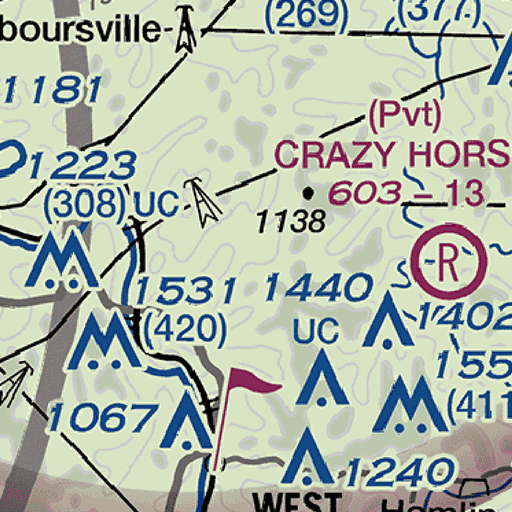 boursville
(269)
(377)
1181
(Pvt)
CRAZY HORS
1223
603 - 13
(308) UC
1138
R
1531
1440
(420)
UC
1402
155
1067
(411
1240
WEST
Hamlin